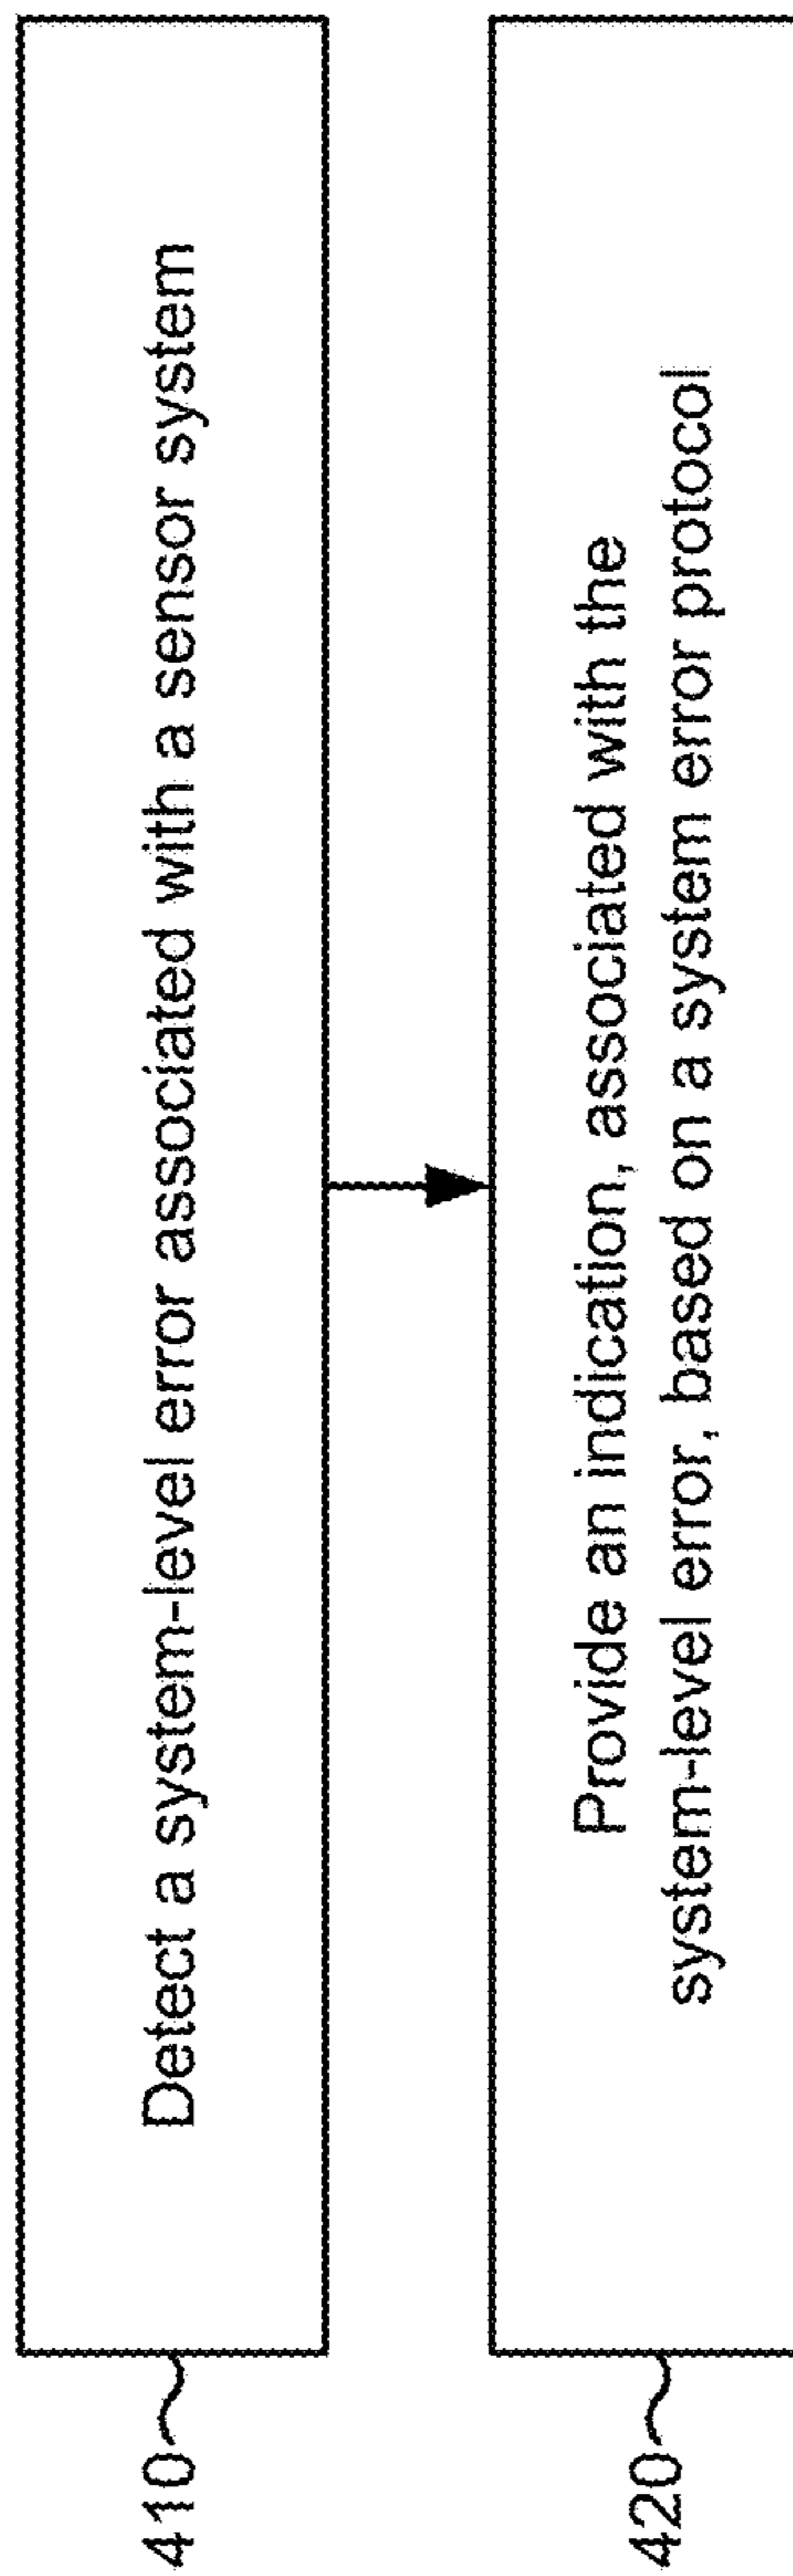 410
Detect a system-level error associated with a sensor system
420
Provide an indication, associated with the
system-level error, based on a system error protocol